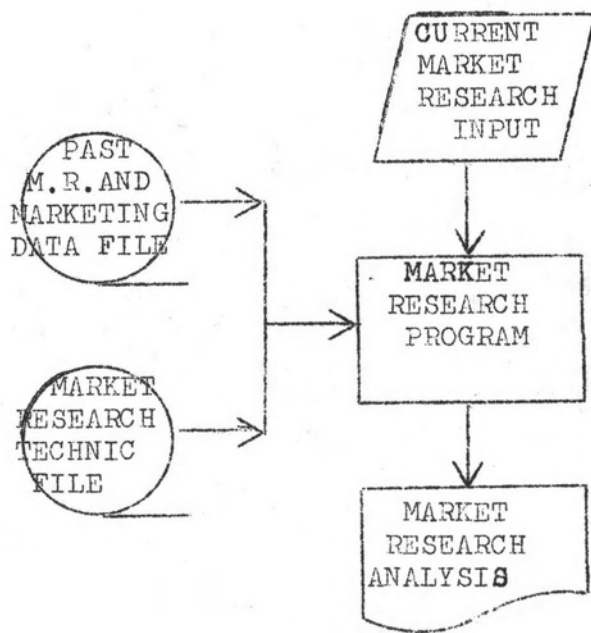 CURRENT
MARKET
RESEARCH
INPUT
PAST
M.R.AND
MARKETING
DATA FILE
MARKET
RESEARCH
PROGRAM
MARKET
RESEARCH
TECHNIC
FILE
MARKET
RESEARCH
ANALYSIS